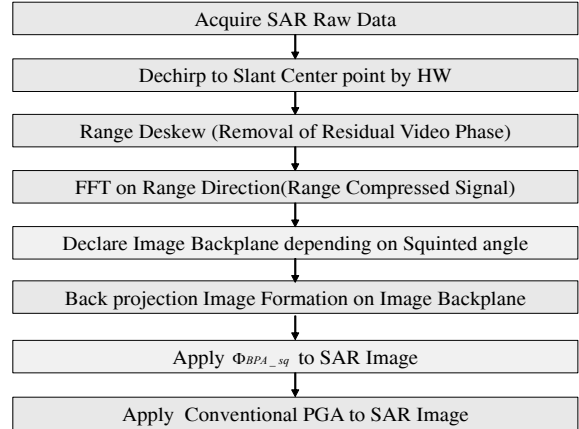 Acquire SAR Raw Data
Dechirp to Slant Center point by HW
Range Deskew (Removal of Residual Video Phase)
FFT on Range Direction(Range Compressed Signal)
Declare Image Backplane depending on Squinted angle
Back projection Image Formation on Image Backplane
Apply Φ_{BPA_sq} to SAR Image
Apply Conventional PGA to SAR Image